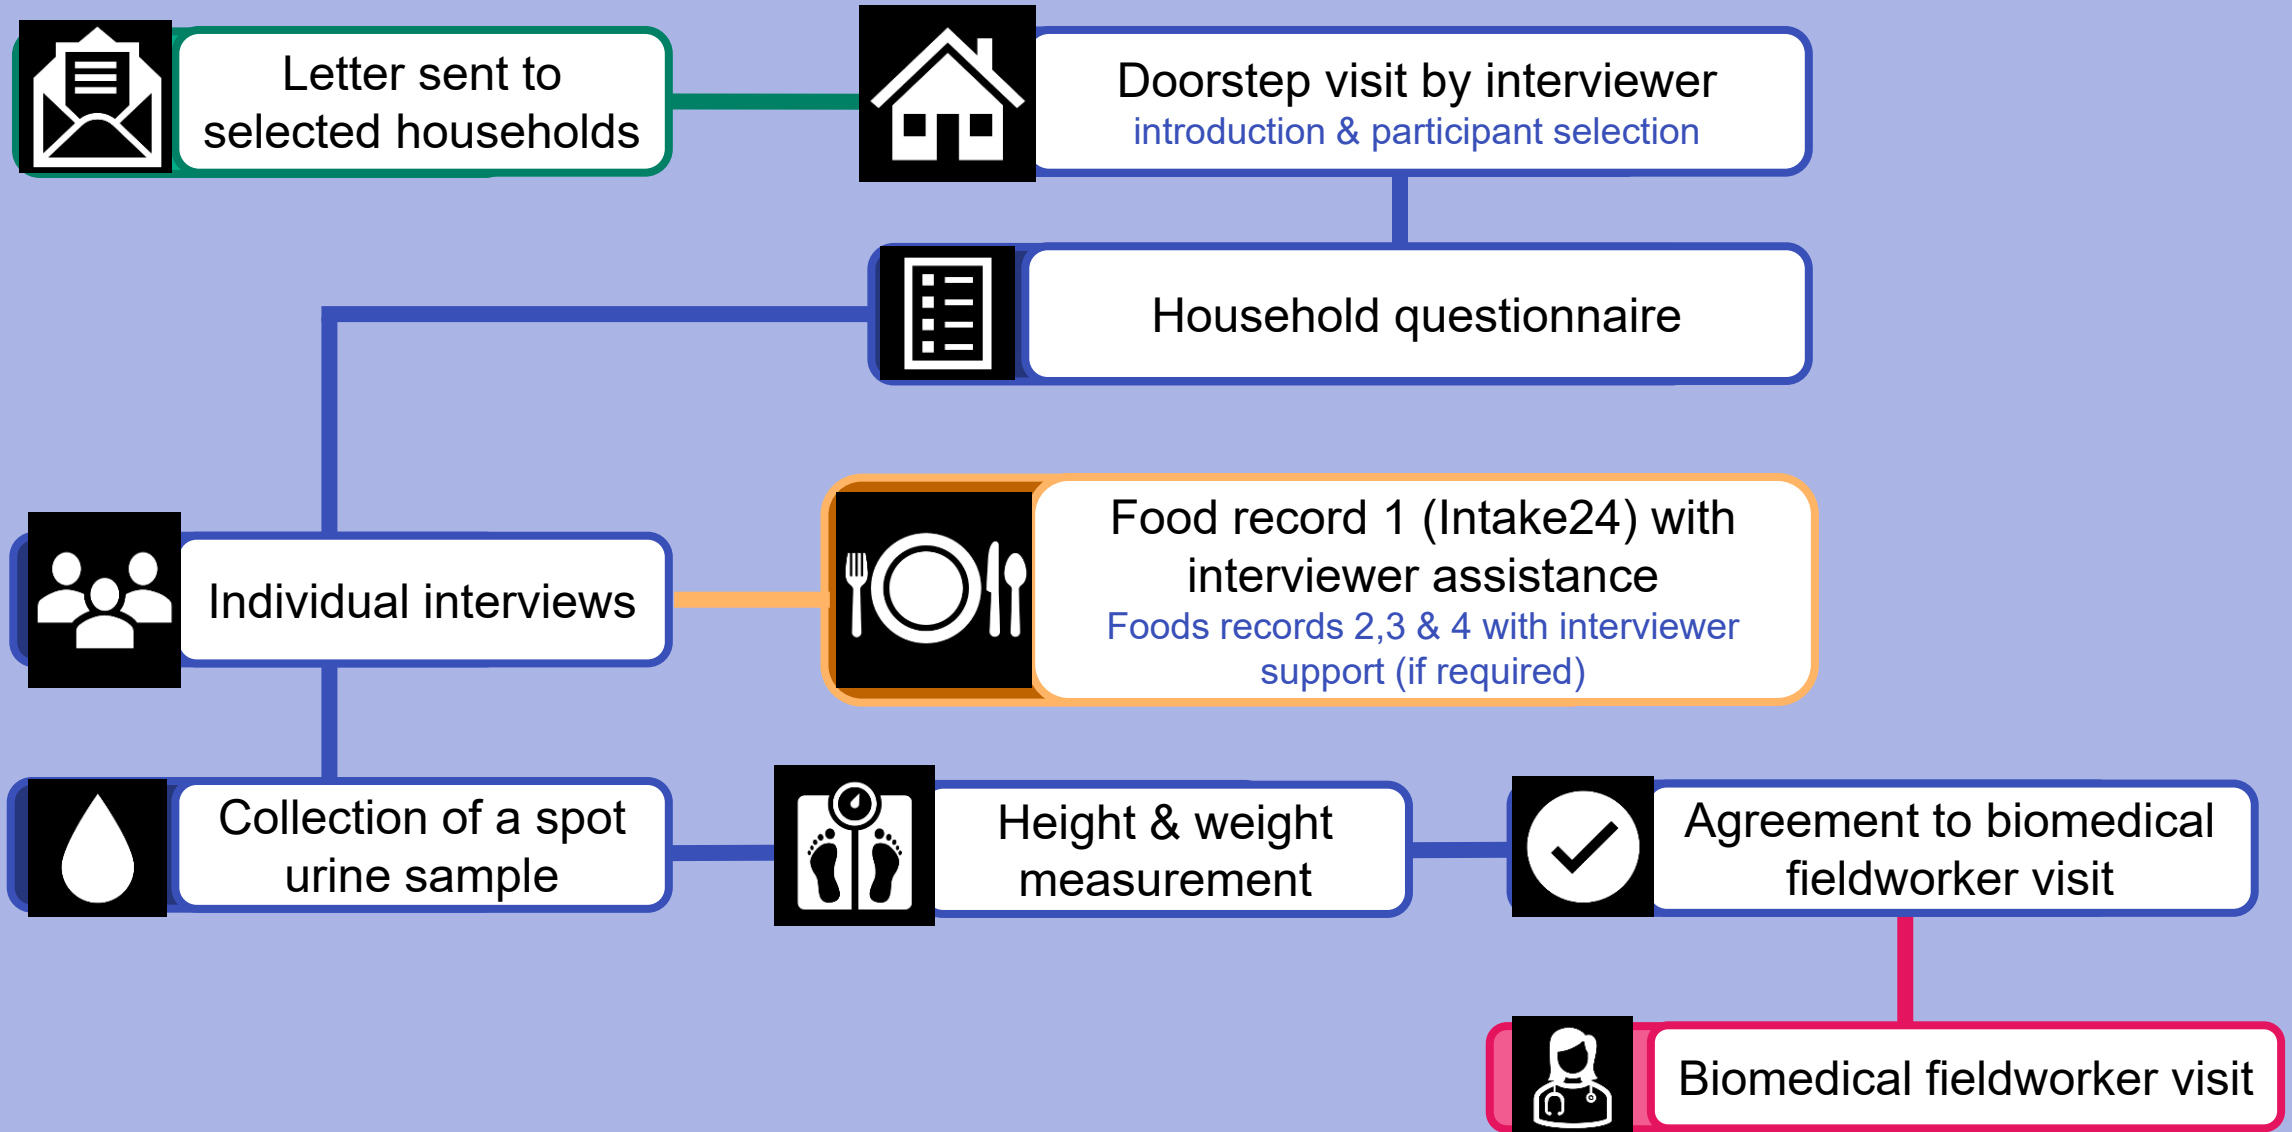 Letter sent to
selected households
Doorstep visit by interviewer
introduction & participant selection
Household questionnaire
Individual interviews
Food record 1 (Intake24) with
interviewer assistance
Foods records 2,3 & 4 with interviewer
support (if required)
Collection of a spot
urine sample
Height & weight
measurement
Agreement to biomedical
fieldworker visit
Biomedical fieldworker visit